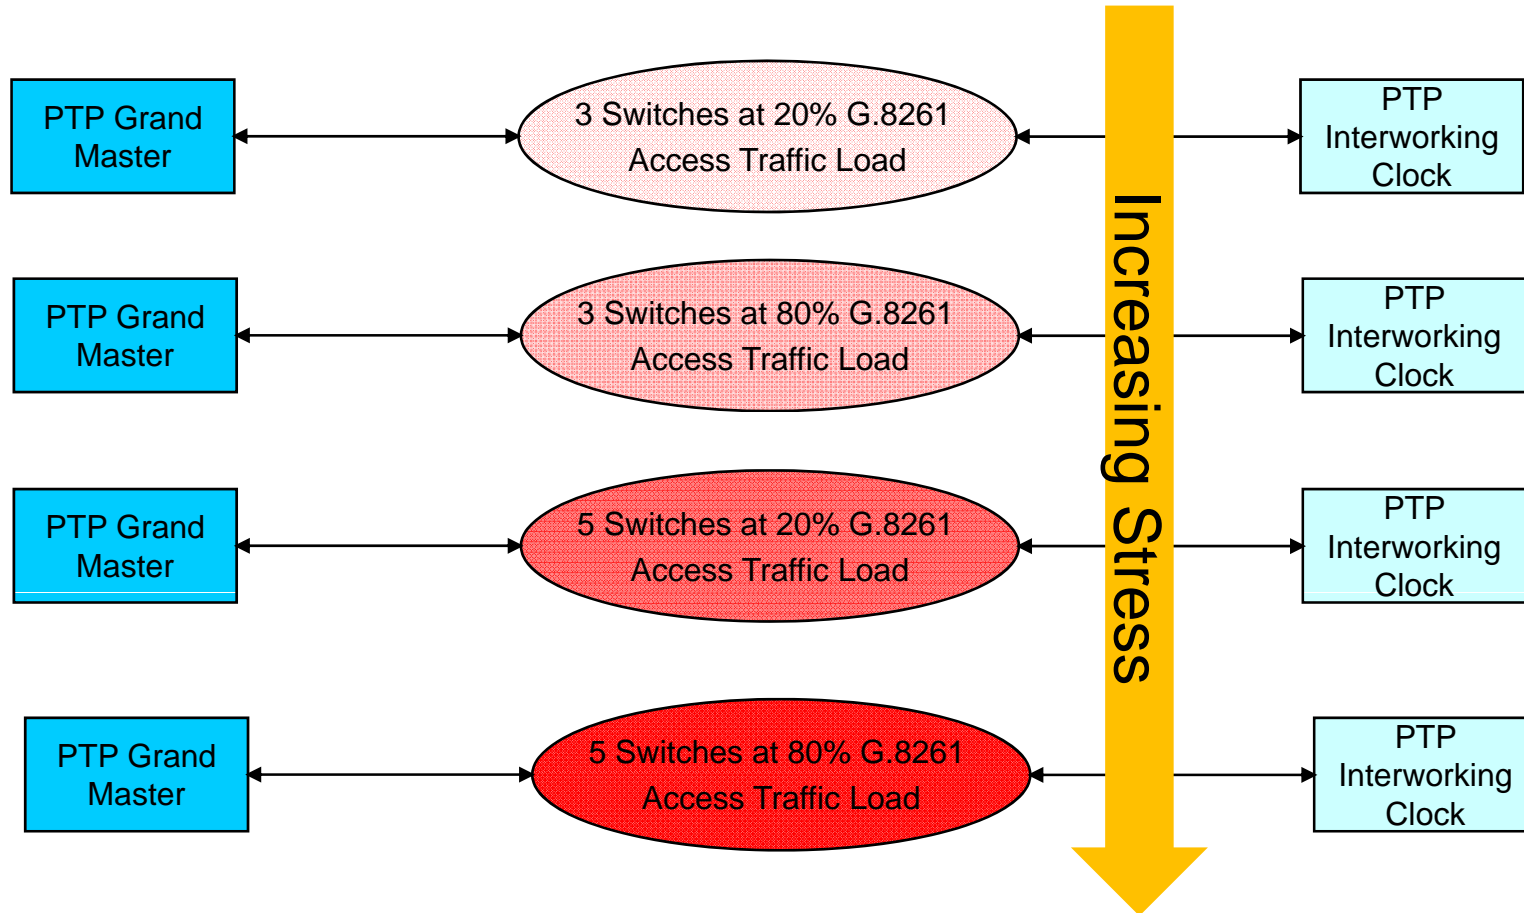 PTP Grand
Master
3 Switches at 20% G.8261
Access Traffic Load
PTP
Interworking
Clock
PTP Grand
Master
3 Switches at 80% G.8261
Access Traffic Load
PTP
Interworking
Clock
PTP Grand
Master
5 Switches at 20% G.8261
Access Traffic Load
PTP
Interworking
Clock
PTP Grand
Master
5 Switches at 80% G.8261
Access Traffic Load
PTP
Interworking
Clock
Increasing Stress